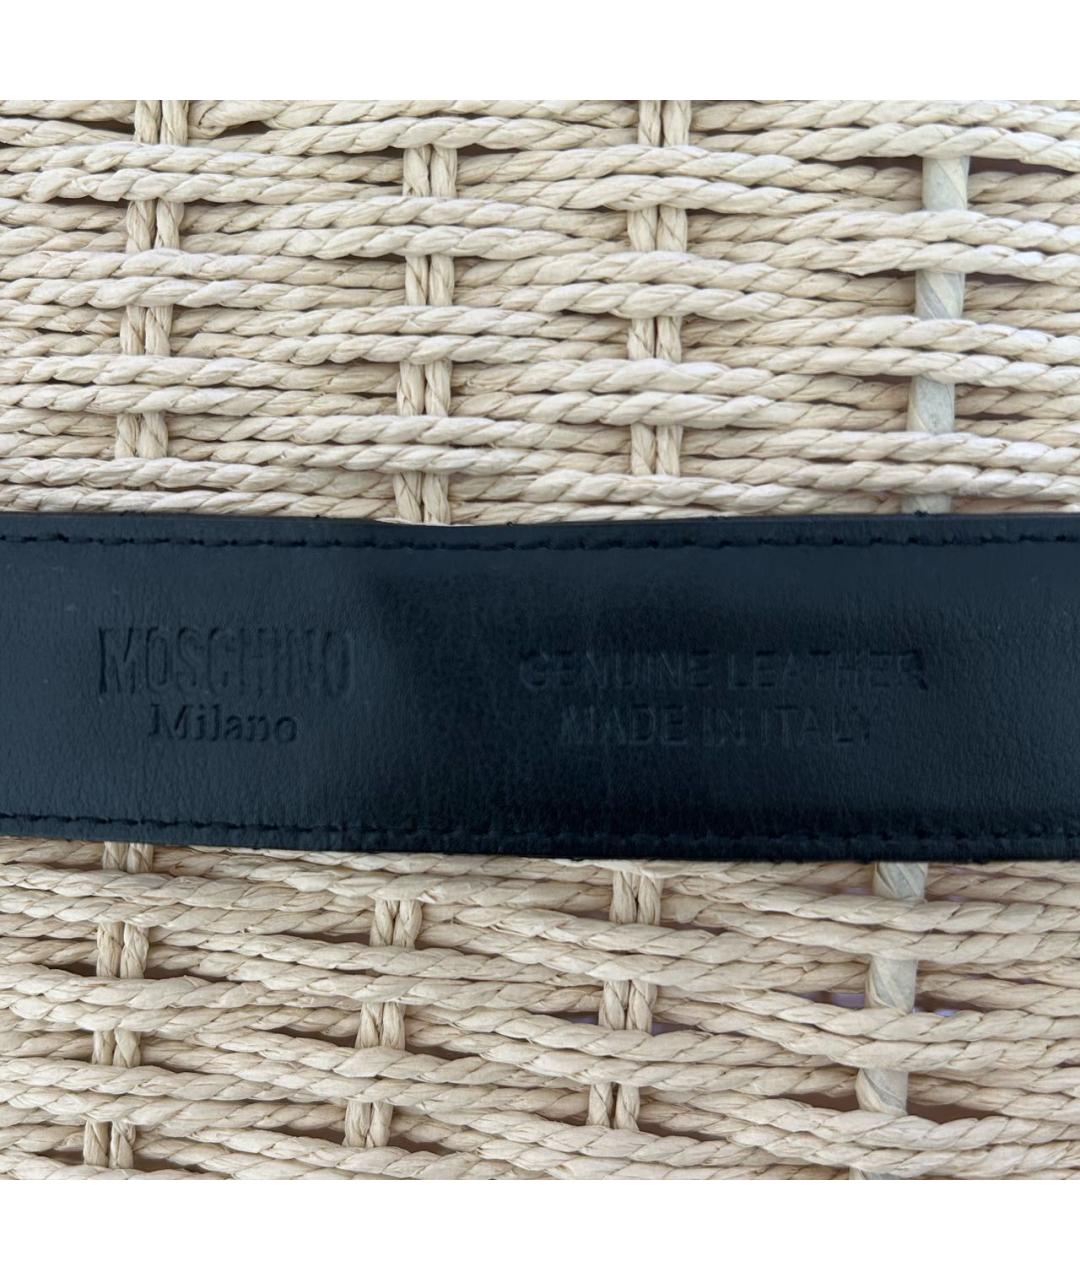 MOSCHINO
Milano
GENUINE LEATHER
MADE IN ITALY